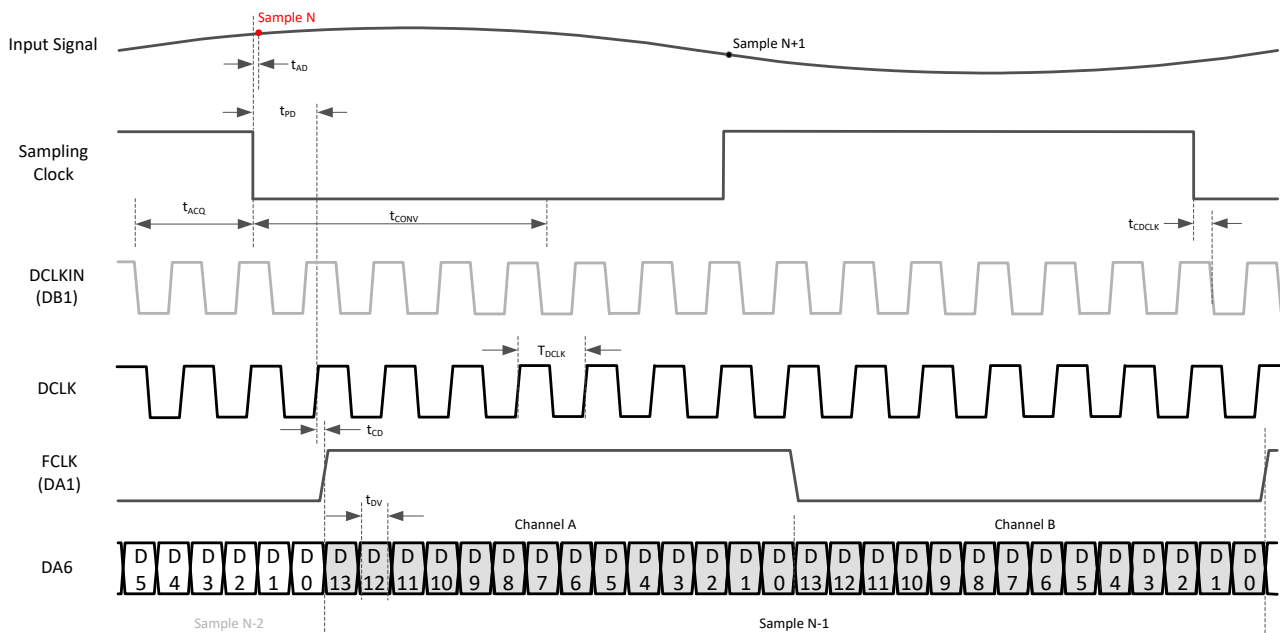 Sample N
Input Signal
Sample N+1
tAD
tPD
Sampling
Clock
tACQ
tCONV
tCDCLK
DCLKIN
(DB1)
TDCLK
DCLK
tCD
FCLK
(DA1)
tDV
Channel A
Channel B
DA6
D D D D D D D D D D D D D D D D D D D D D D D D D D D D D D D D D D
5 4 3 2 1 0 13 12 11 10 9 8 7 6 5 4 3 2 1 0 13 12 11 10 9 8 7 6 5 4 3 2 1 0
Sample N-2
Sample N-1